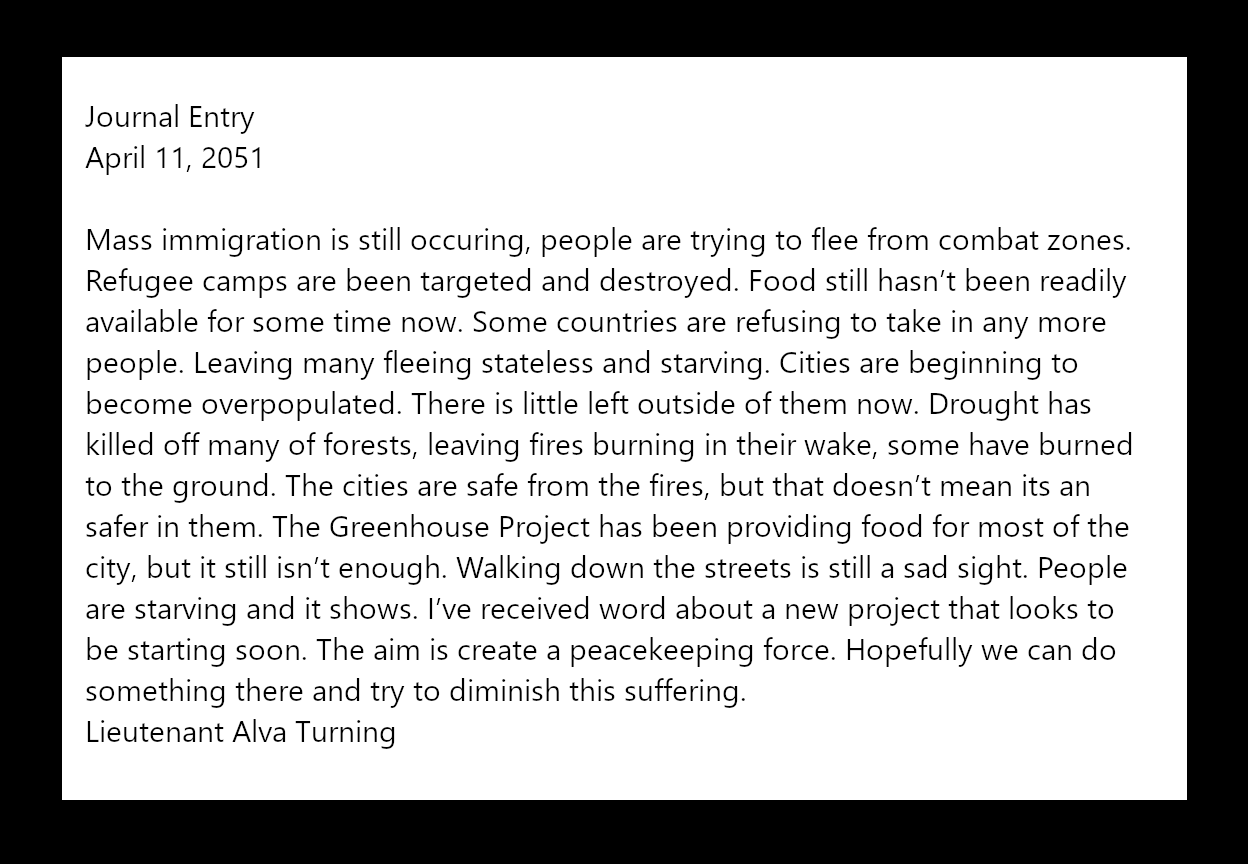 Journal Entry
April 11, 2051
Mass immigration is still occuring, people are trying to flee from combat zones.
Refugee camps are been targeted and destroyed. Food still hasn’t been readily
available for some time now. Some countries are refusing to take in any more
people. Leaving many fleeing stateless and starving. Cities are beginning to
become overpopulated. There is little left outside of them now. Drought has
killed off many of forests, leaving fires burning in their wake, some have burned
to the ground. The cities are safe from the fires, but that doesn’t mean its an
safer in them. The Greenhouse Project has been providing food for most of the
city, but it still isn’t enough. Walking down the streets is still a sad sight. People
are starving and it shows. I’ve received word about a new project that looks to
be starting soon. The aim is create a peacekeeping force. Hopefully we can do
something there and try to diminish this suffering.
Lieutenant Alva Turning